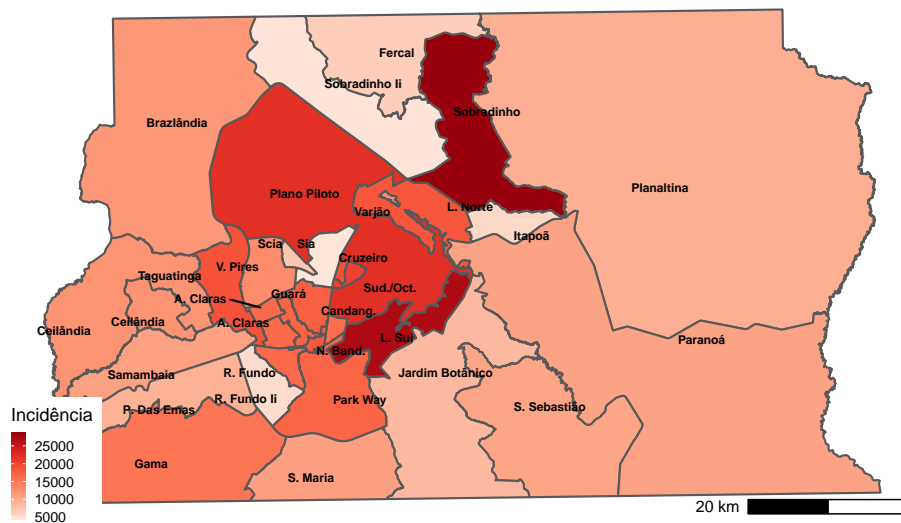 Fercal
Sobradinho Ii
Sobradinho
Brazlândia
Planaltina
Plano Piloto
L. Norte
Varjão
Itapoã
Scia
Sia
Cruzeiro
V. Pires
Taguatinga
Sud./Oct.
Guará
A. Claras
Candang.
Ceilândia
A. Claras
Ceilândia
L. Sul
Paranoá
N. Band.
R. Fundo
Jardim Botânico
Samambaia
R. Fundo Ii
Park Way
S. Sebastião
P. Das Emas
Incidência
25000
20000
15000
10000
5000
Gama
S. Maria
20 km